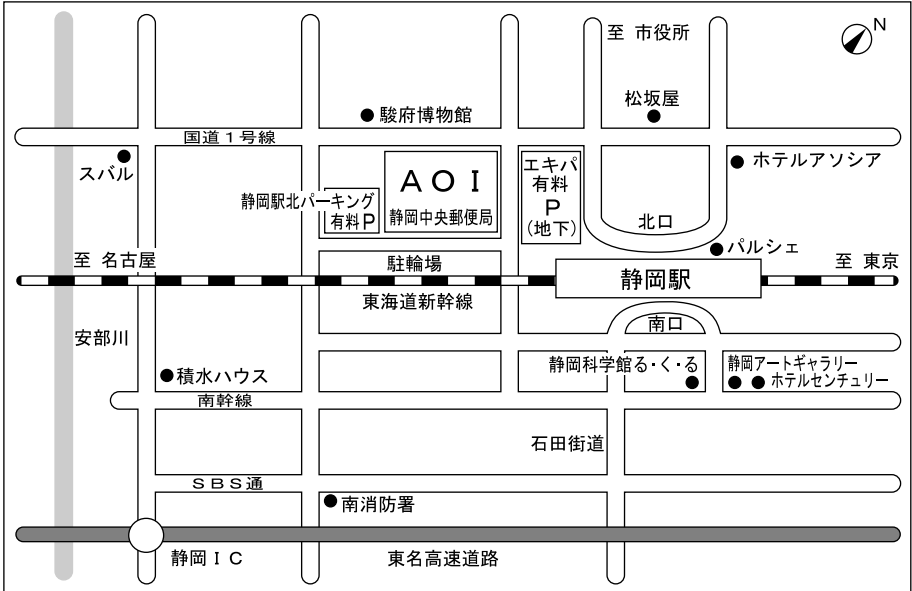 N
至 市役所
松坂屋
駿府博物館
国道１号線
スバル
ホテルアソシア
エキパ
有料
P
(地下)
ＡＯＩ
静岡中央郵便局
静岡駅北パーキング
有料P
北口
パルシェ
至 名古屋
駐輪場
静岡駅
至 東京
東海道新幹線
南口
安部川
静岡科学館る・く・る
静岡アートギャラリー
ホテルセンチュリー
積水ハウス
南幹線
石田街道
ＳＢＳ通
南消防署
静岡ＩＣ
東名高速道路